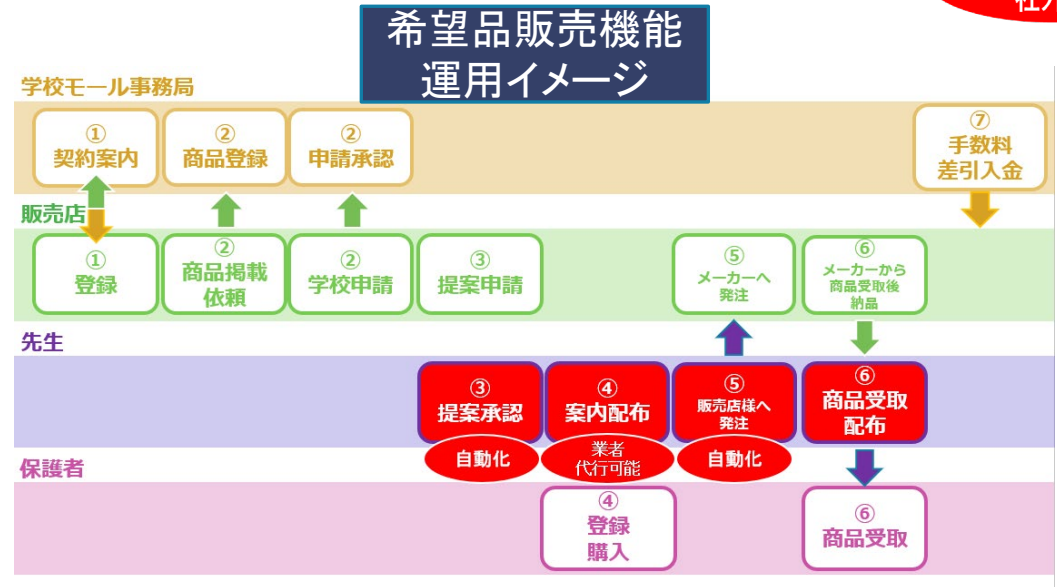 希望品販売機能
運用イメージ
学校モール事務局
①
契約案内
②
商品登録
②
申請承認
⑦
手数料
差引入金
販売店
①
登録
②
商品掲載
依頼
②
学校申請
③
提案申請
⑤
メーカーへ
発注
⑥
メーカーから
商品受取後
納品
先生
③
提案承認
④
案内配布
⑤
販売店様へ
発注
⑥
商品受取
配布
自動化
業者
代行可能
自動化
保護者
④
登録
購入
⑥
商品受取